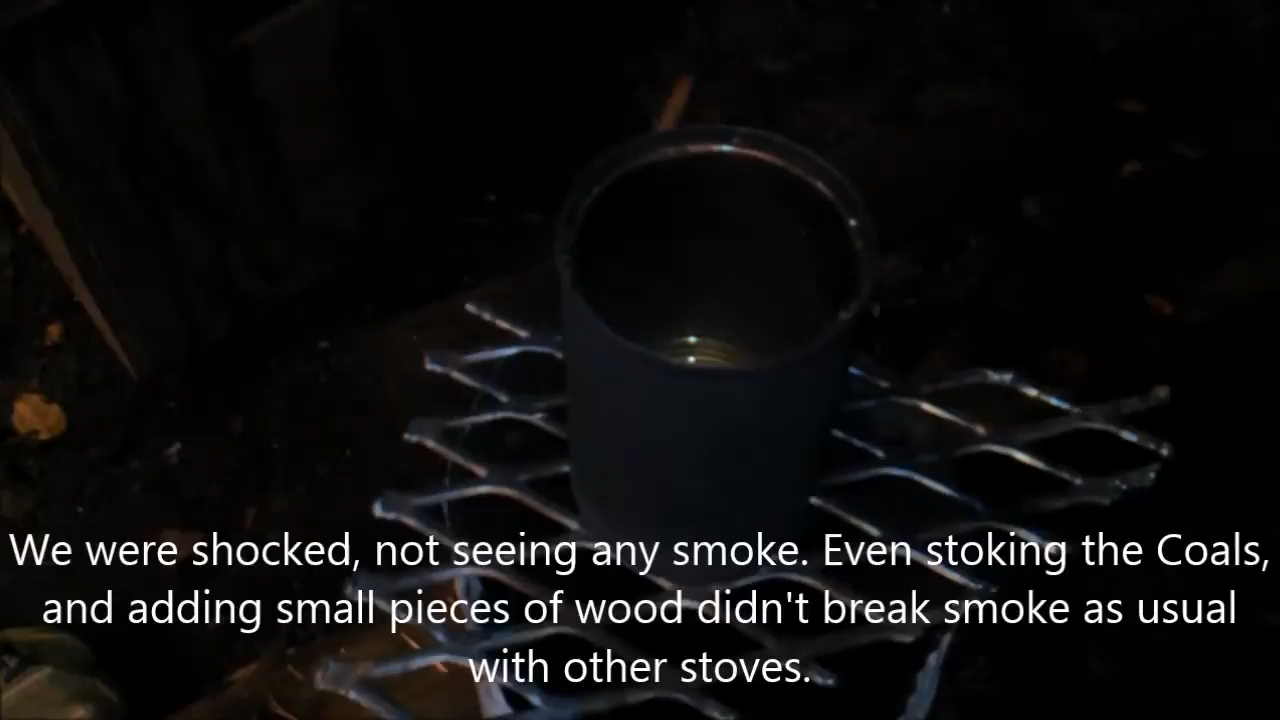 We were shocked, not seeing any smoke. Even stoking the Coals,
and adding small pieces of wood didn't break smoke as usual
with other stoves.